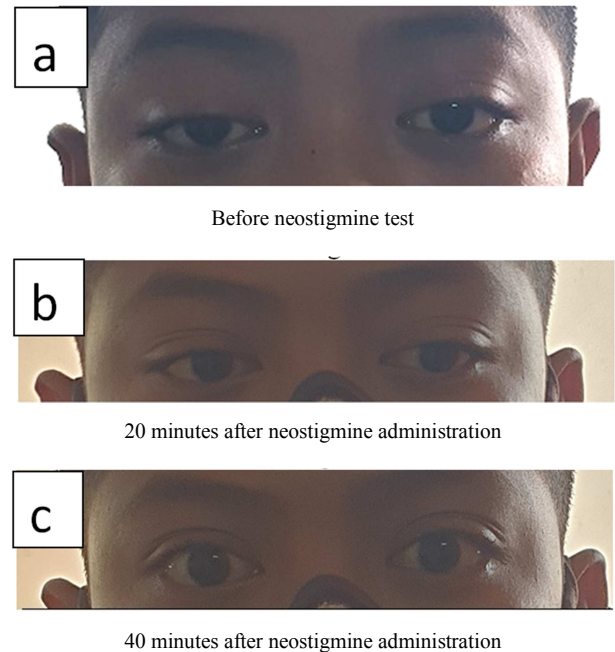 a
Before neostigmine test
b
20 minutes after neostigmine administration
c
40 minutes after neostigmine administration